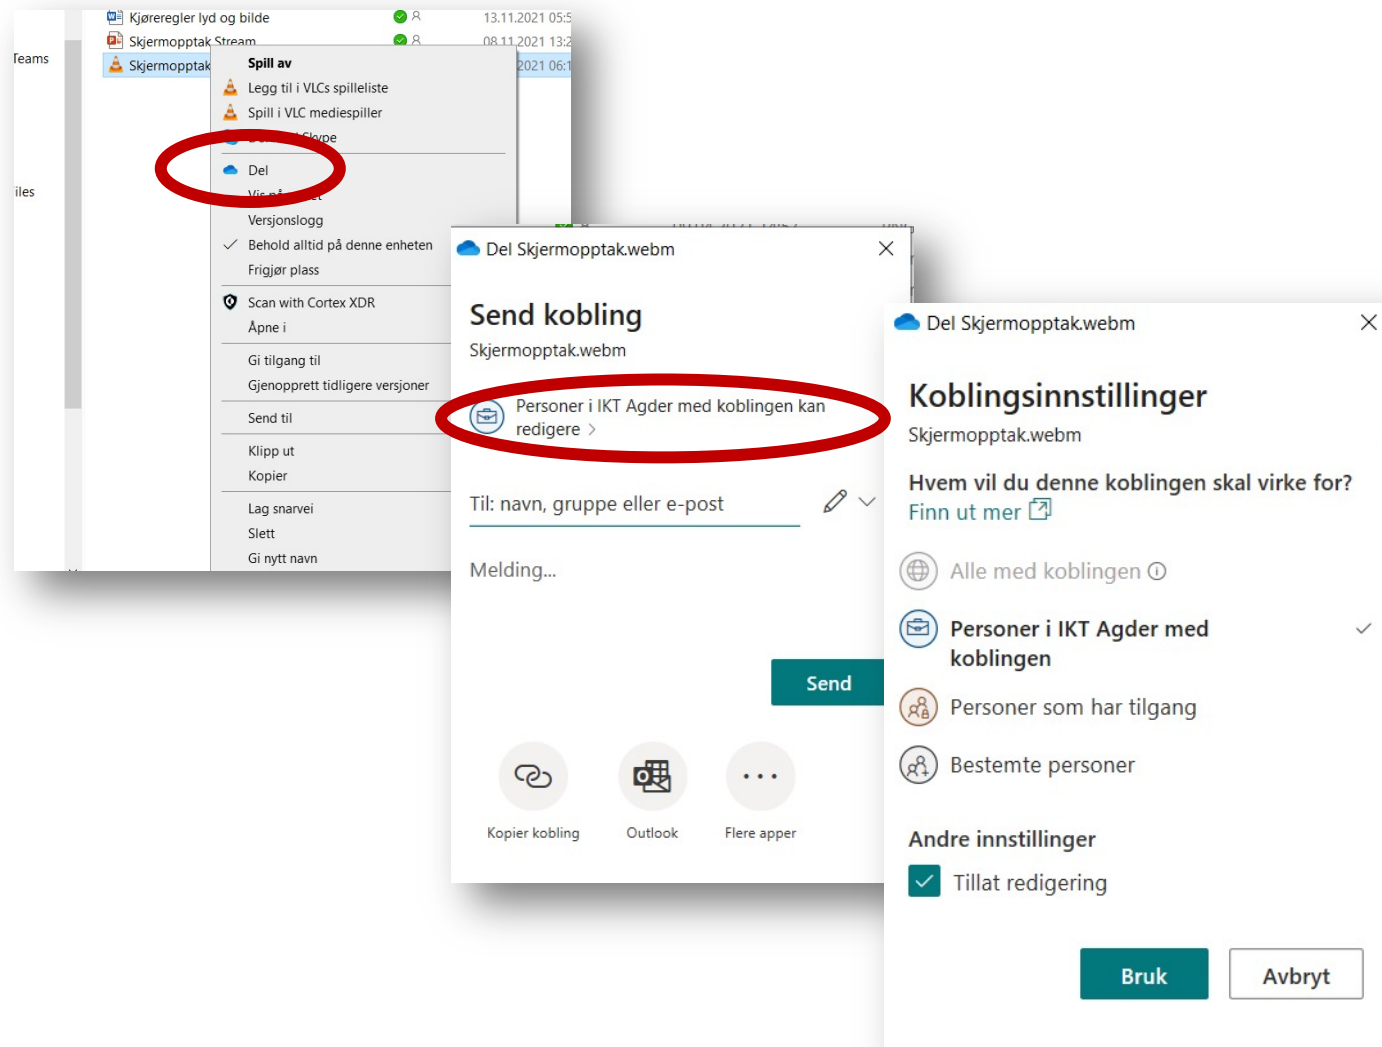 Teams
iles
Kjøreregler lyd og bilde 13.11.2021 05:5
Skjermopptak Stream 08.11.2021 13:2
Skjermopptak 2021 06:1
Spill av
Legg til i VLCs spilleliste
Spill i VLC mediespiller
Skype
Del
Vis på
Versjonslogg
Behold alltid på denne enheten
Frigjør plass
Scan with Cortex XDR
Åpne i
Gi tilgang til
Gjenopprett tidligere versjoner
Send til
Klipp ut
Kopier
Lag snarvei
Slett
Gi nytt navn
Del Skjermopptak.webm
Send kobling
Skjermopptak.webm
Personer i IKT Agder med koblingen kan
redigere >
Til: navn, gruppe eller e-post
Melding...
Send
Kopier kobling Outlook Flere apper
Del Skjermopptak.webm
Koblingsinnstillinger
Skjermopptak.webm
Hvem vil du denne koblingen skal virke for?
Finn ut mer
Alle med koblingen
Personer i IKT Agder med
koblingen
Personer som har tilgang
Bestemte personer
Andre innstillinger
Tillat redigering
Bruk Avbryt